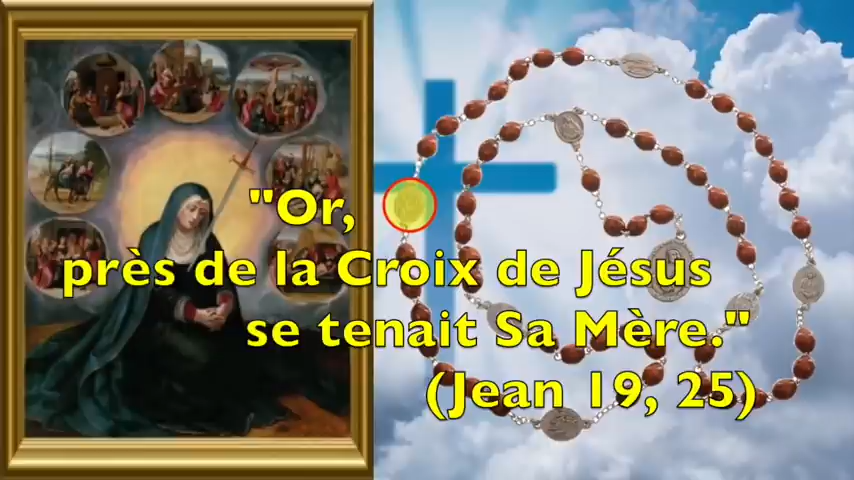 "Or,
près de la Croix de Jésus
se tenait Sa Mère."
(Jean 19, 25)